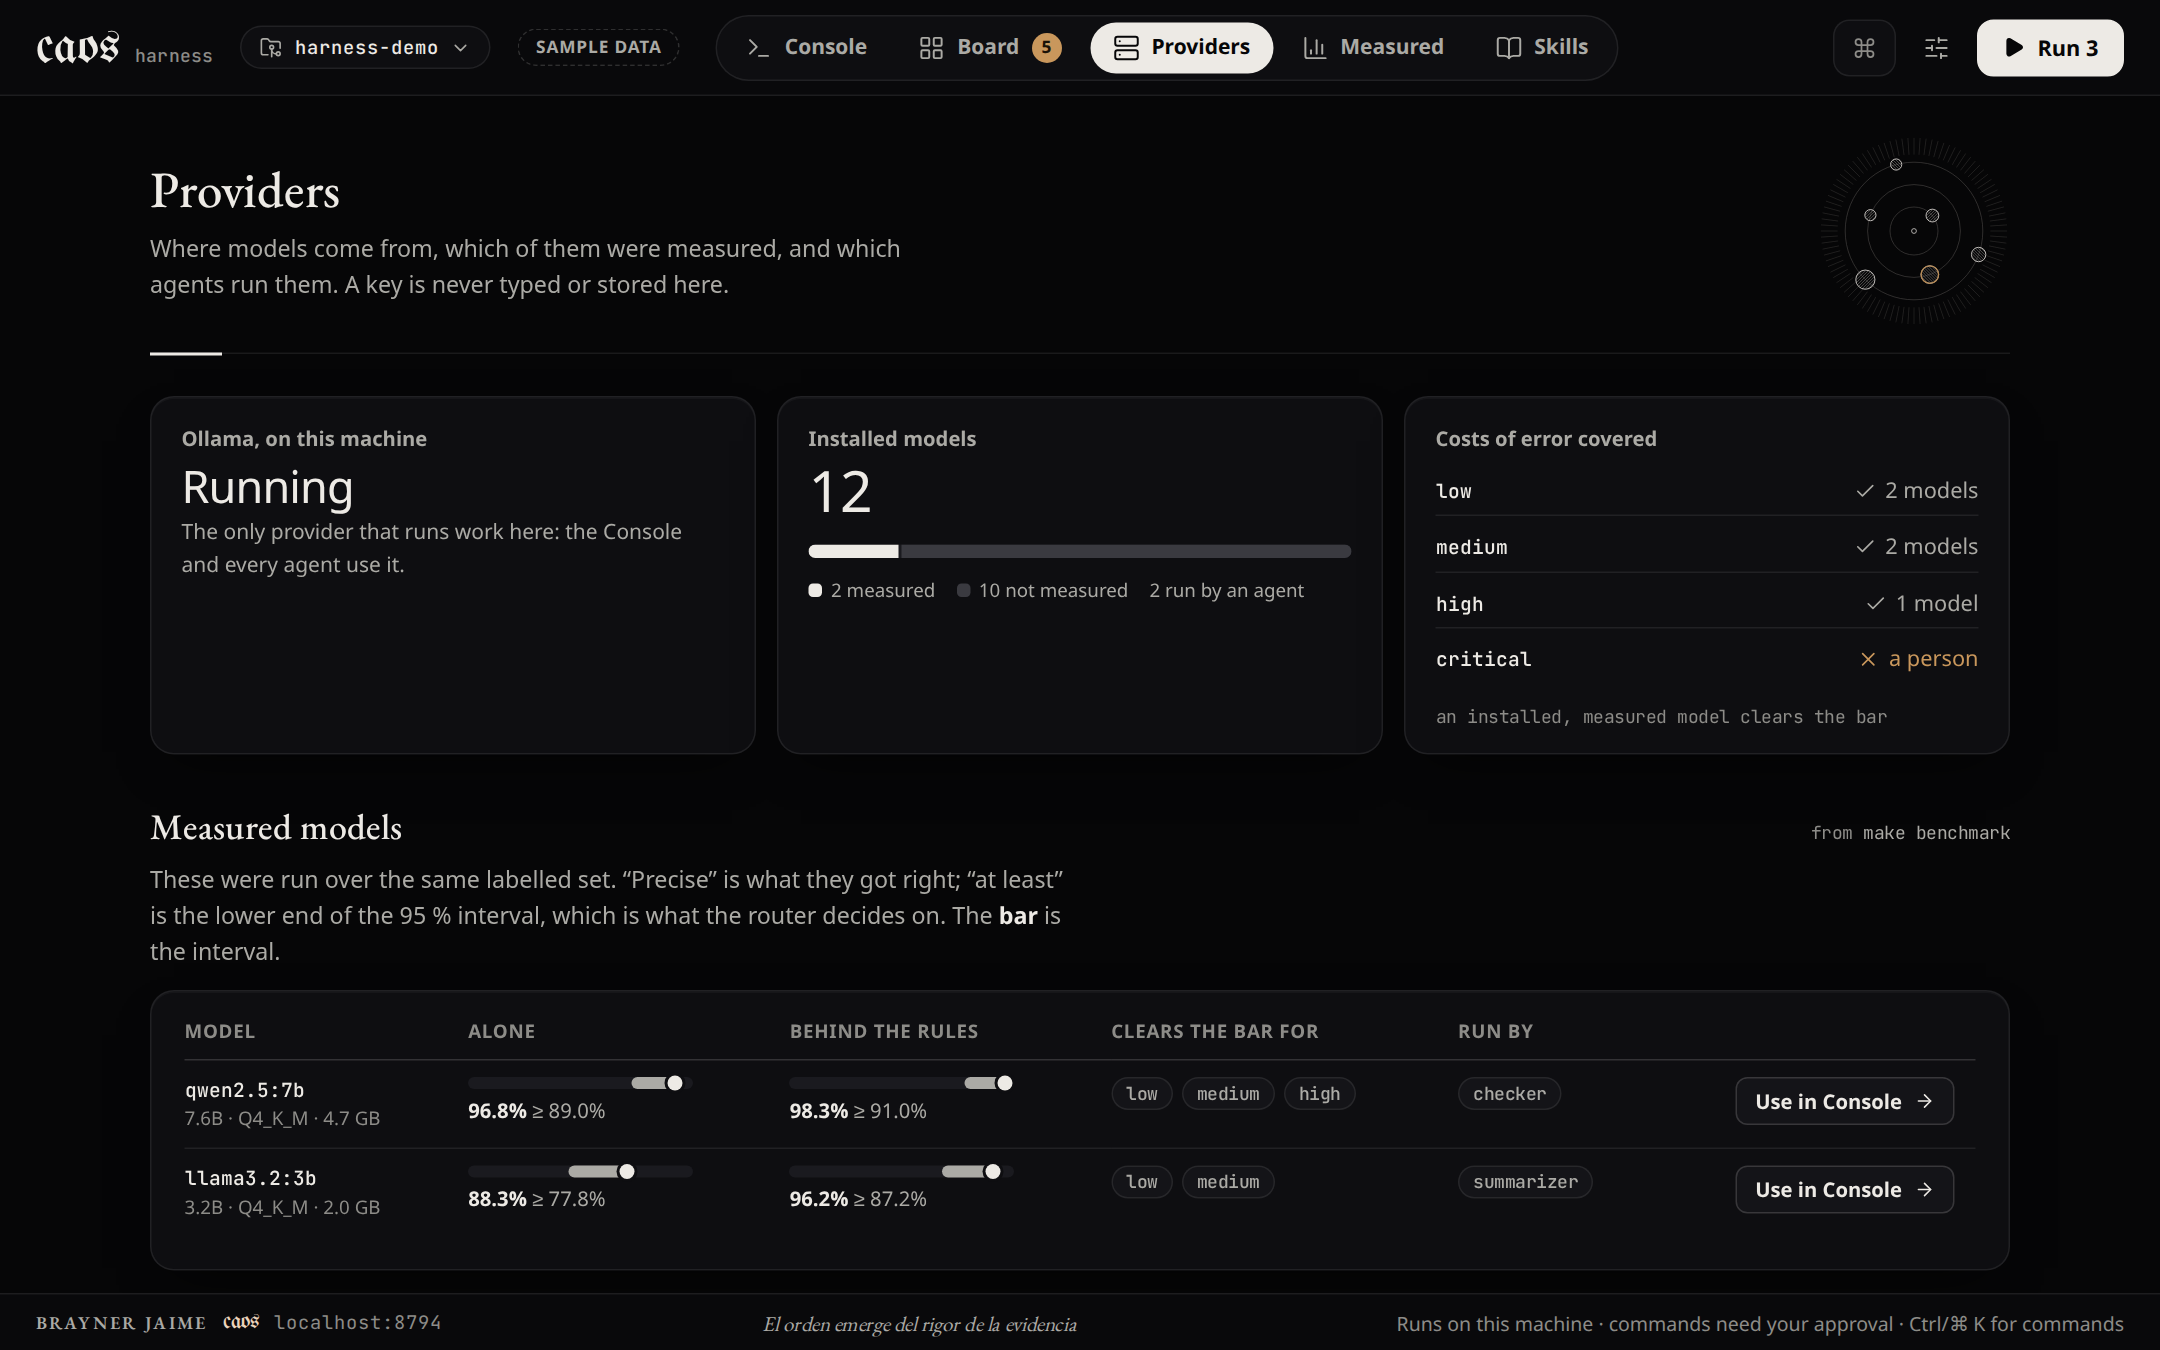 caos harness
harness-demo
SAMPLE DATA
Console
Board 5
Providers
Measured
Skills
⌘
Run 3
Providers
Where models come from, which of them were measured, and which
agents run them. A key is never typed or stored here.
Ollama, on this machine
Running
The only provider that runs work here: the Console
and every agent use it.
Installed models
12
2 measured 10 not measured 2 run by an agent
Costs of error covered
low ✓ 2 models
medium ✓ 2 models
high ✓ 1 model
critical × a person
an installed, measured model clears the bar
Measured models
from make benchmark
These were run over the same labelled set. “Precise” is what they got right; “at least”
is the lower end of the 95 % interval, which is what the router decides on. The bar is
the interval.
MODEL ALONE BEHIND THE RULES CLEARS THE BAR FOR RUN BY
qwen2.5:7b low medium high checker Use in Console →
7.6B · Q4_K_M · 4.7 GB 96.8% ≥ 89.0% 98.3% ≥ 91.0%
llama3.2:3b low medium summarizer Use in Console →
3.2B · Q4_K_M · 2.0 GB 88.3% ≥ 77.8% 96.2% ≥ 87.2%
BRAYNER JAIME caos localhost:8794
El orden emerge del rigor de la evidencia
Runs on this machine · commands need your approval · Ctrl/⌘ K for commands